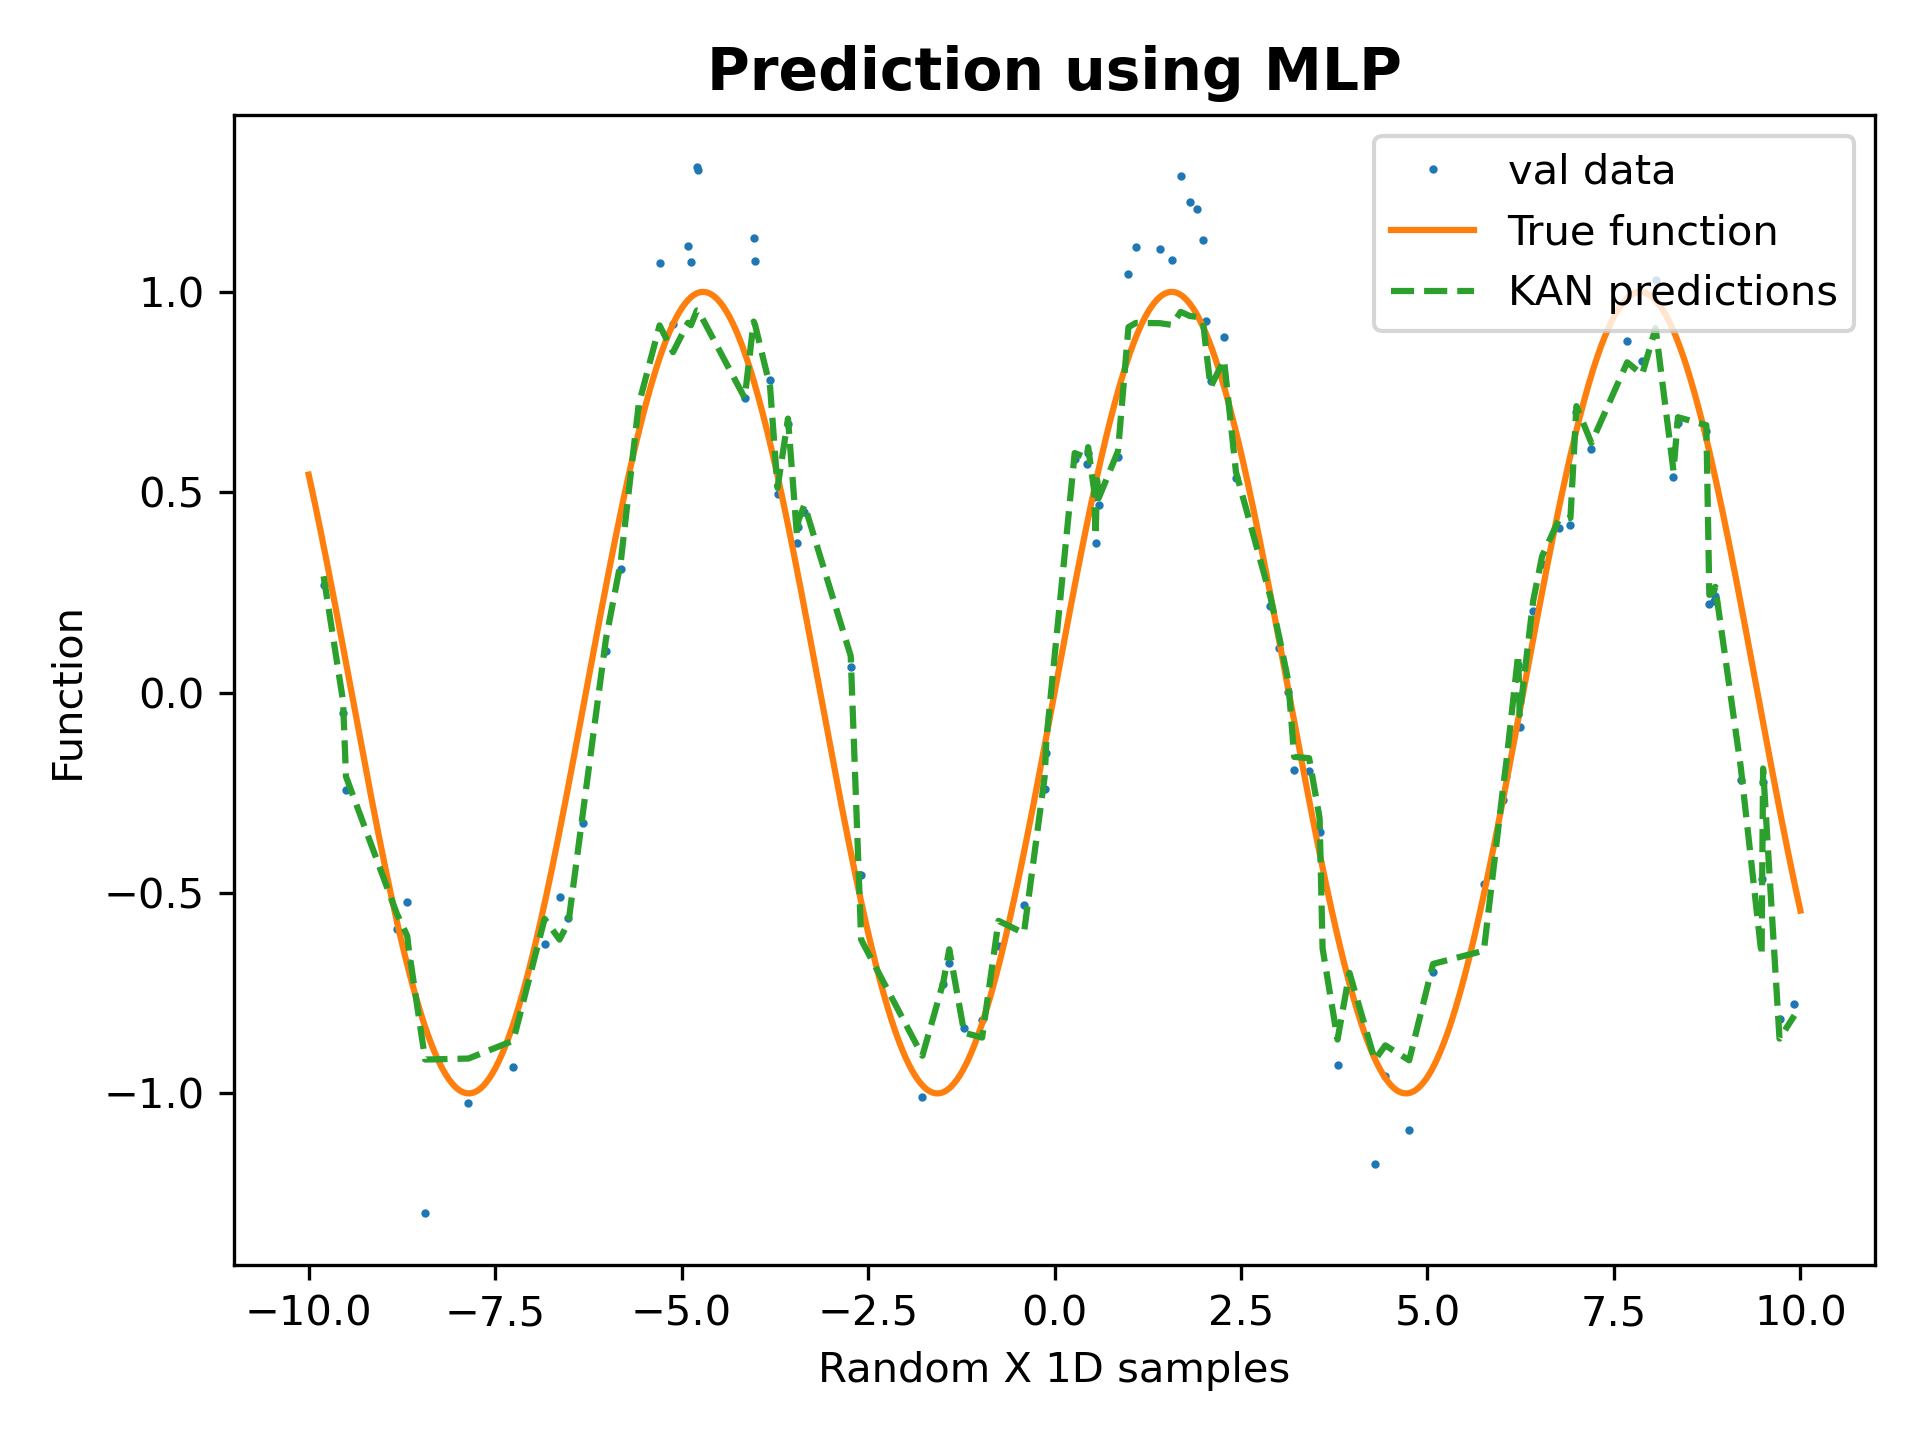 Prediction using MLP
val data
True function
KAN predictions
Function
1.0
0.5
0.0
−0.5
−1.0
−10.0 −7.5 −5.0 −2.5 0.0 2.5 5.0 7.5 10.0
Random X 1D samples